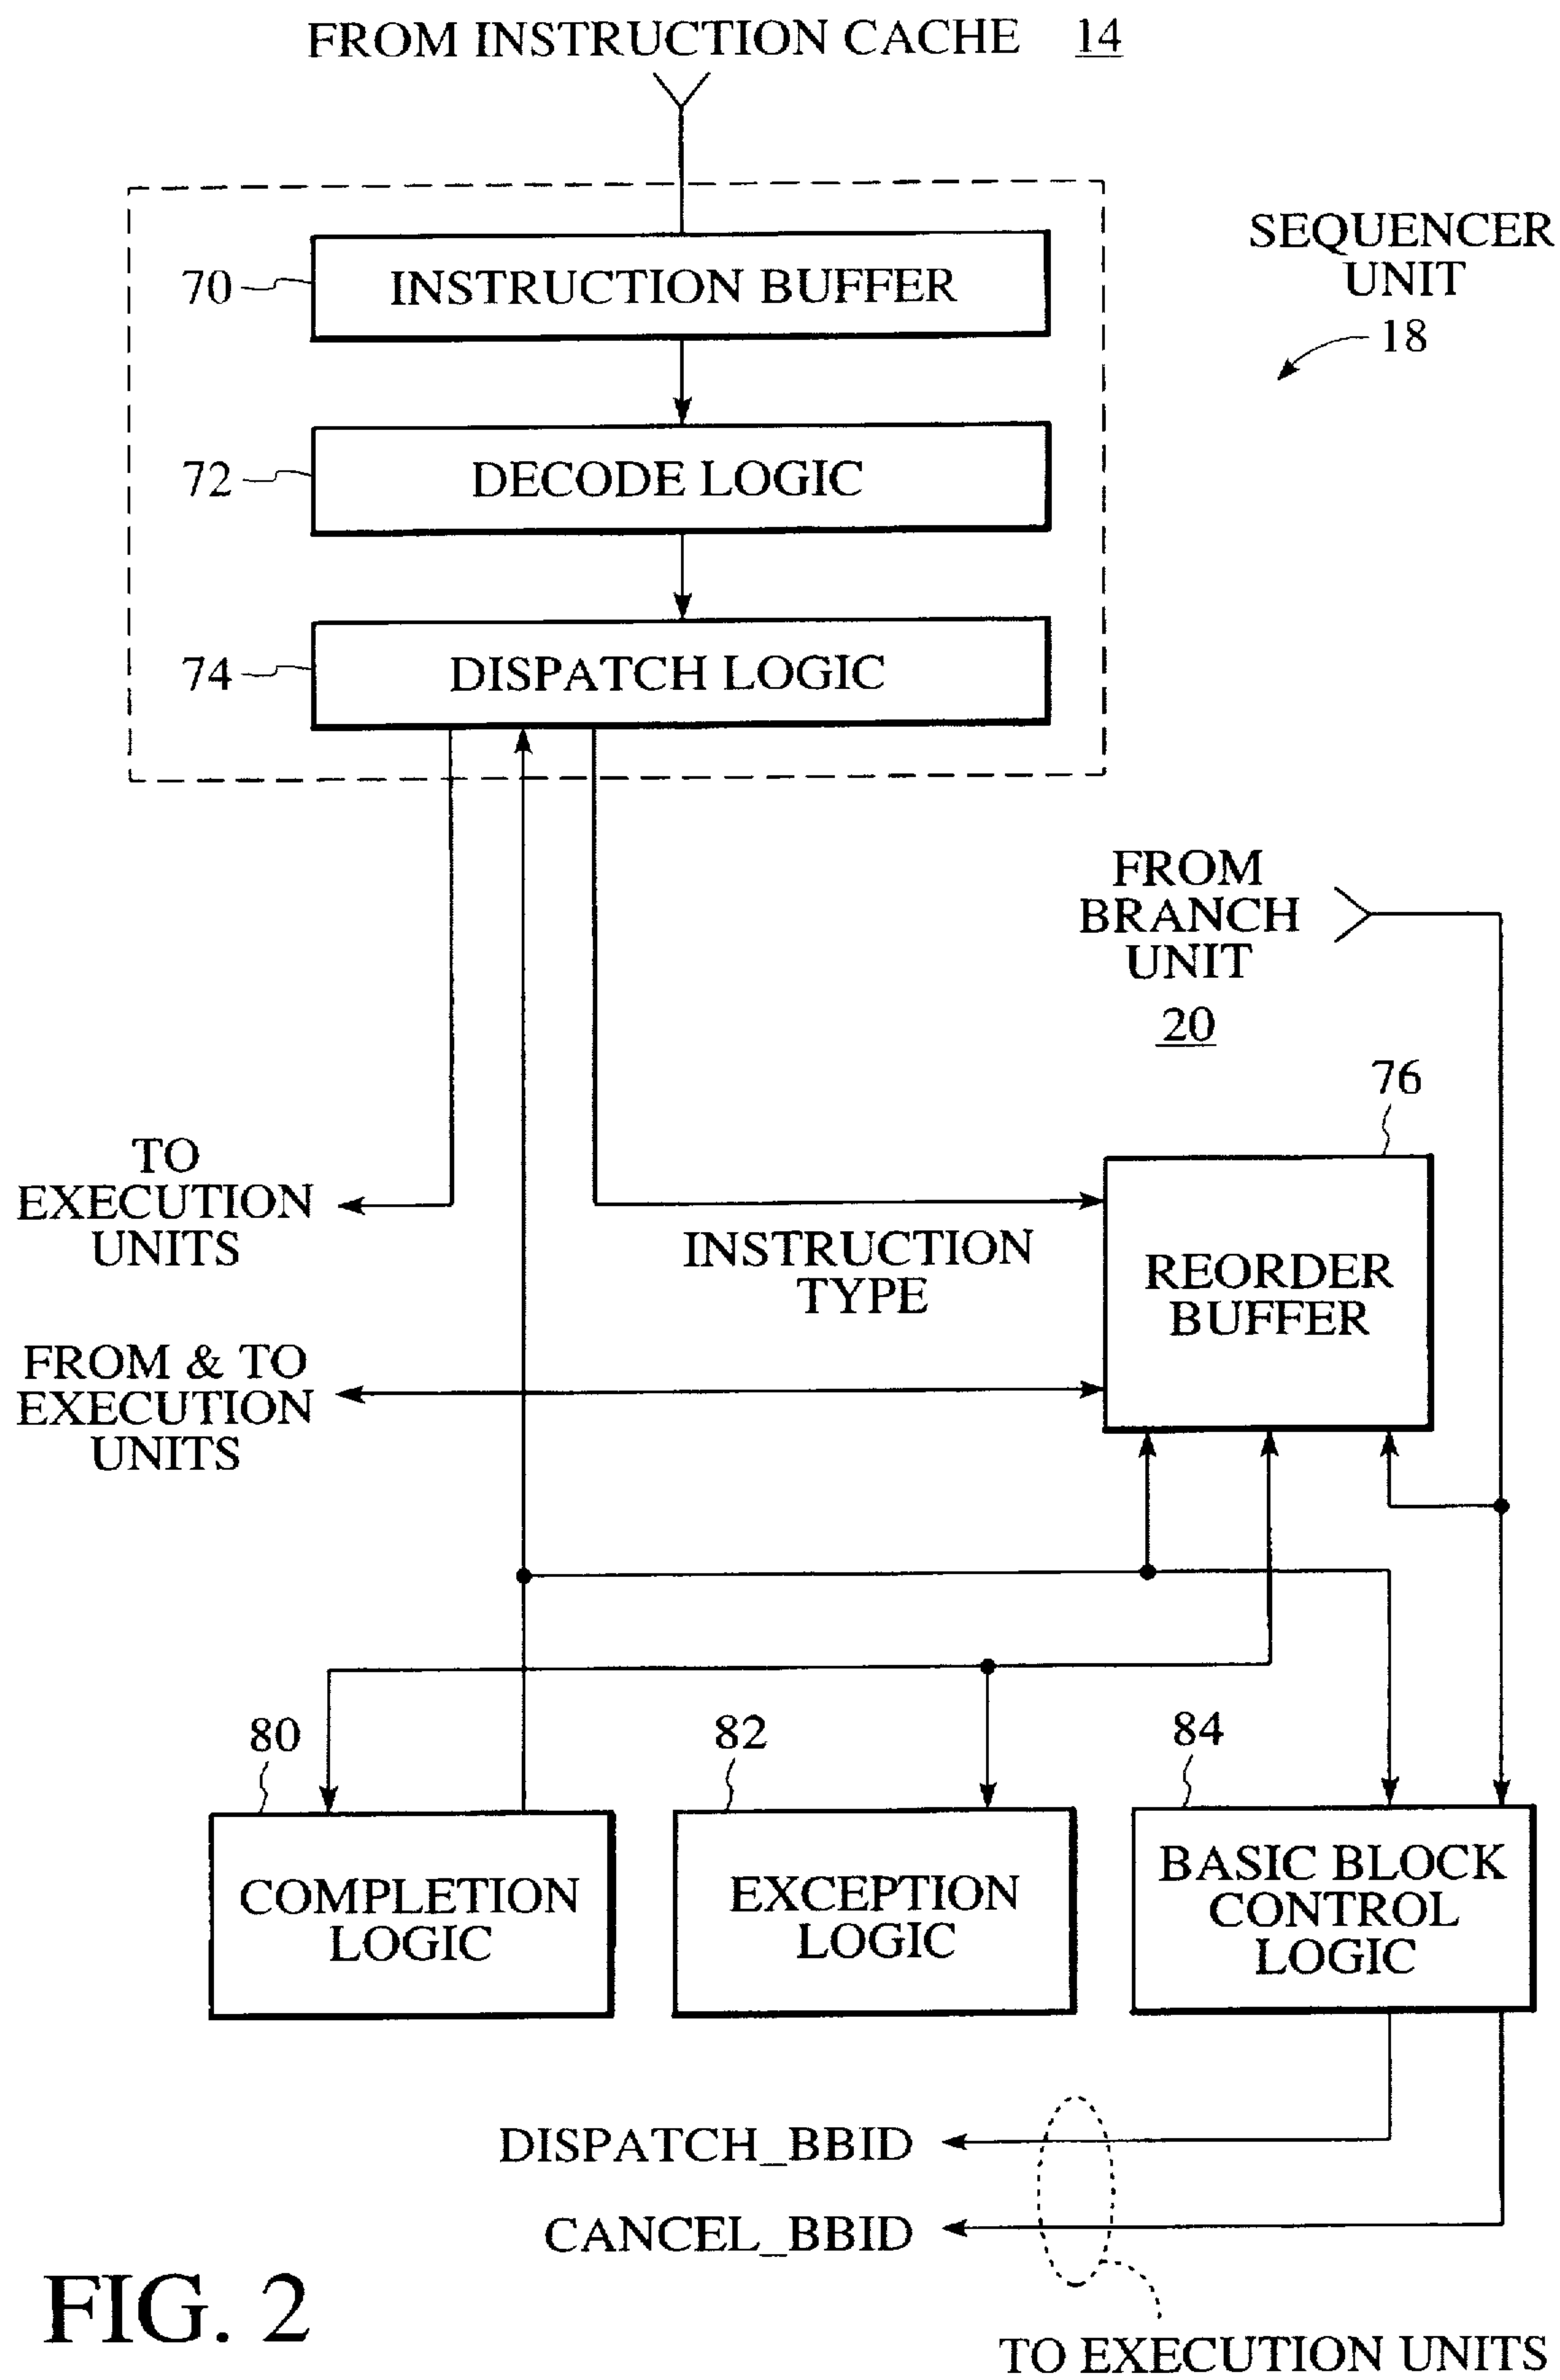 FROM INSTRUCTION CACHE 14
SEQUENCER
UNIT
18
70
INSTRUCTION BUFFER
72
DECODE LOGIC
74
DISPATCH LOGIC
FROM
BRANCH
UNIT
20
76
TO
EXECUTION
UNITS
INSTRUCTION
TYPE
REORDER
BUFFER
FROM & TO
EXECUTION
UNITS
80
82
84
COMPLETION
LOGIC
EXCEPTION
LOGIC
BASIC BLOCK
CONTROL
LOGIC
DISPATCH_BBID
CANCEL_BBID
TO EXECUTION UNITS
FIG. 2